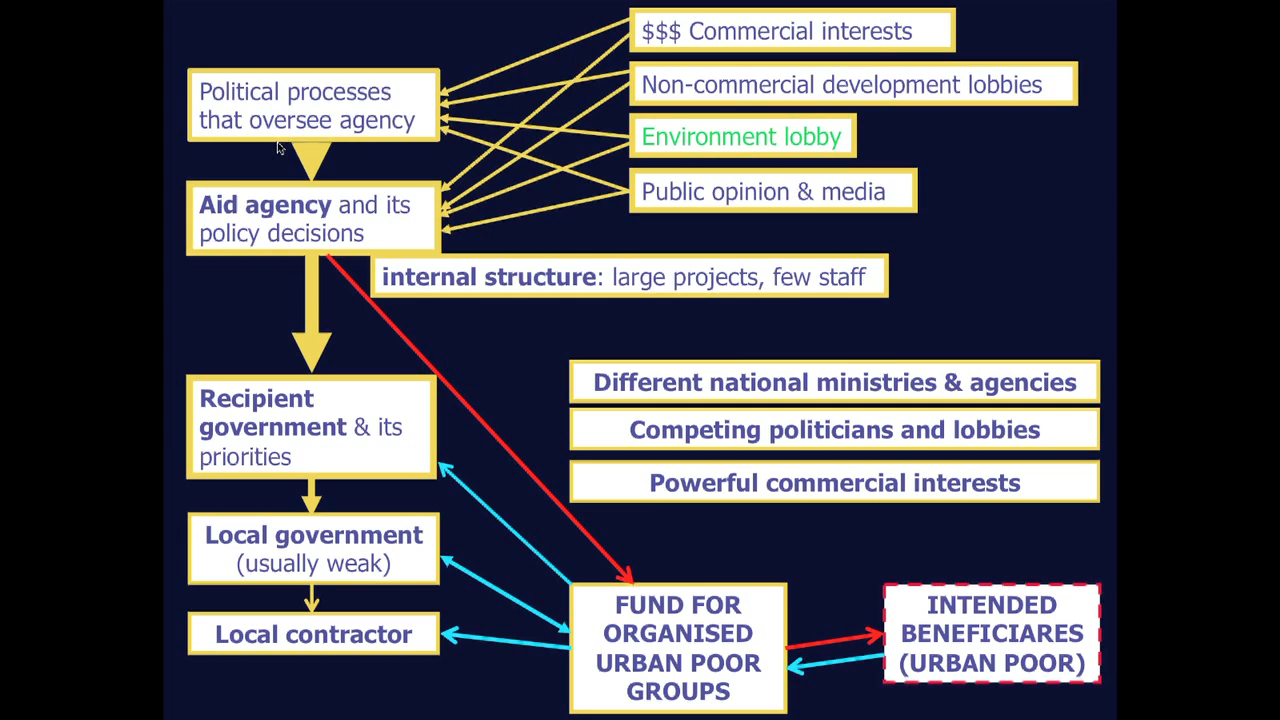 $$$ Commercial interests
Non-commercial development lobbies
Environment lobby
Public opinion & media
Political processes
that oversee agency
Aid agency and its
policy decisions
internal structure: large projects, few staff
Recipient
government & its
priorities
Different national ministries & agencies
Competing politicians and lobbies
Powerful commercial interests
Local government
(usually weak)
Local contractor
FUND FOR
ORGANISED
URBAN POOR
GROUPS
INTENDED
BENEFICIARES
(URBAN POOR)